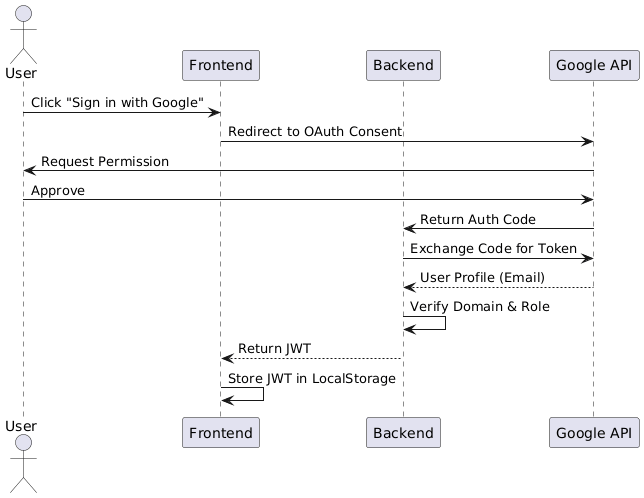 User
Frontend
Backend
Google API
Click "Sign in with Google"
Redirect to OAuth Consent
Request Permission
Approve
Return Auth Code
Exchange Code for Token
User Profile (Email)
Verify Domain & Role
Return JWT
Store JWT in LocalStorage
User
Frontend
Backend
Google API